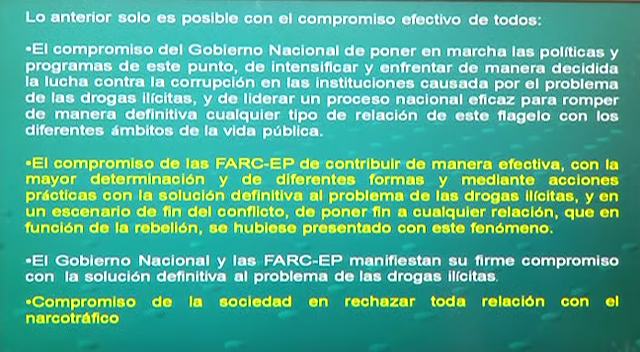 Lo anterior solo es posible con el compromiso efectivo de todos:
•El compromiso del Gobierno Nacional de poner en marcha las políticas y
programas de este punto, de intensificar y enfrentar de manera decidida
la lucha contra la corrupción en las instituciones causada por el problema
de las drogas ilícitas, y de liderar un proceso nacional eficaz para romper
de manera definitiva cualquier tipo de relación de este flagelo con los
diferentes ámbitos de la vida pública.
•El compromiso de las FARC-EP de contribuir de manera efectiva, con la
mayor determinación y de diferentes formas y mediante acciones
prácticas con la solución definitiva al problema de las drogas ilícitas, y en
un escenario de fin del conflicto, de poner fin a cualquier relación, que en
función de la rebelión, se hubiese presentado con este fenómeno.
•El Gobierno Nacional y las FARC-EP manifiestan su firme compromiso
con la solución definitiva al problema de las drogas ilícitas.
•Compromiso de la sociedad en rechazar toda relación con el
narcotráfico